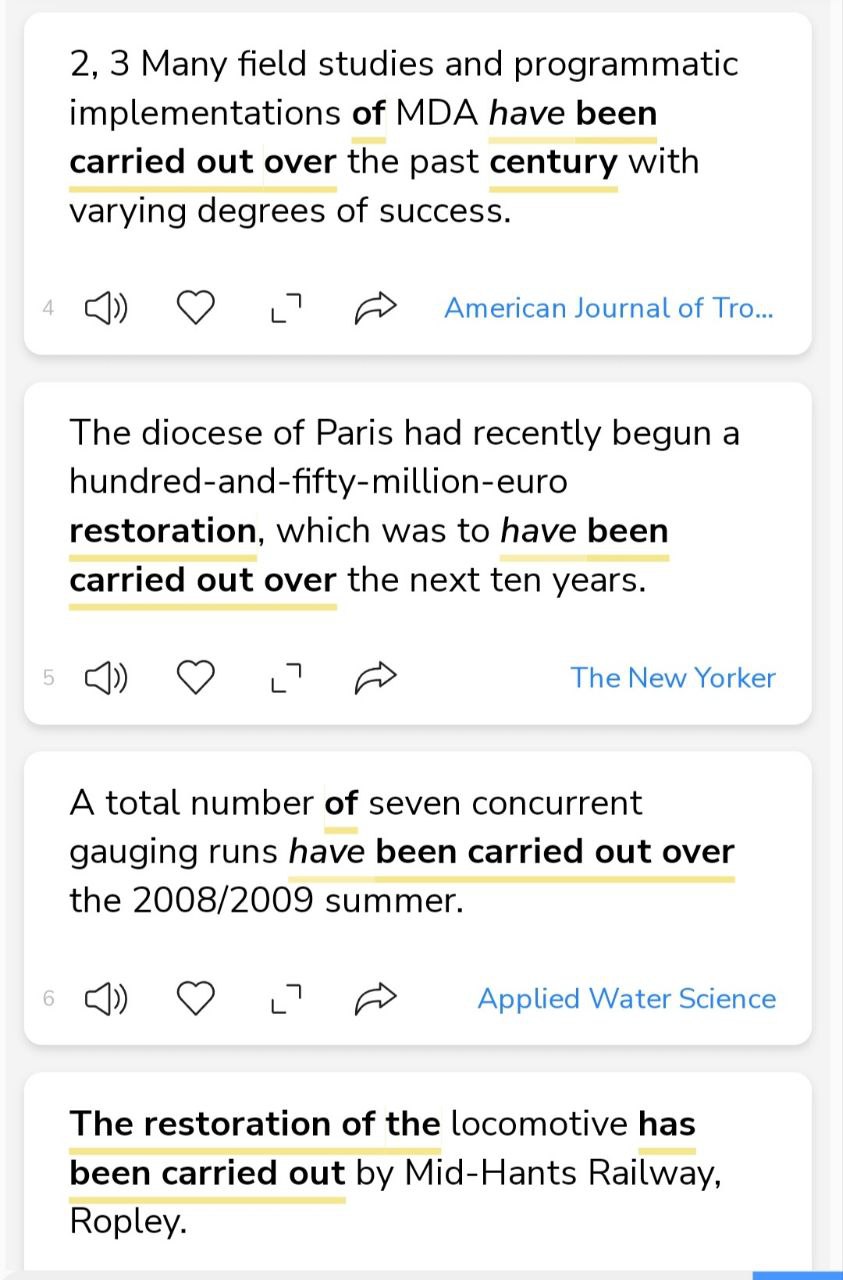 2, 3 Many field studies and programmatic
implementations of MDA have been
carried out over the past century with
varying degrees of success.
4 American Journal of Tro...
The diocese of Paris had recently begun a
hundred-and-fifty-million-euro
restoration, which was to have been
carried out over the next ten years.
5 The New Yorker
A total number of seven concurrent
gauging runs have been carried out over
the 2008/2009 summer.
6 Applied Water Science
The restoration of the locomotive has
been carried out by Mid-Hants Railway,
Ropley.